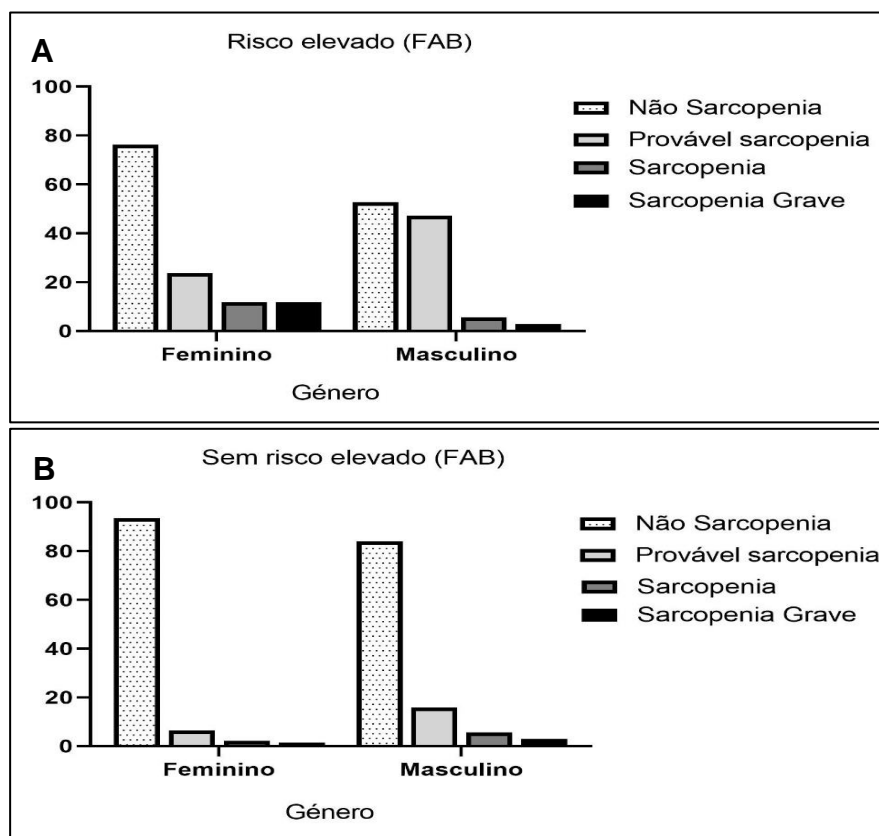 A
Risco elevado (FAB)
100
80
60
40
20
0
Feminino
Masculino
Género
Não Sarcopenia
Provável sarcopenia
Sarcopenia
Sarcopenia Grave
B
Sem risco elevado (FAB)
100
80
60
40
20
0
Feminino
Masculino
Género
Não Sarcopenia
Provável sarcopenia
Sarcopenia
Sarcopenia Grave